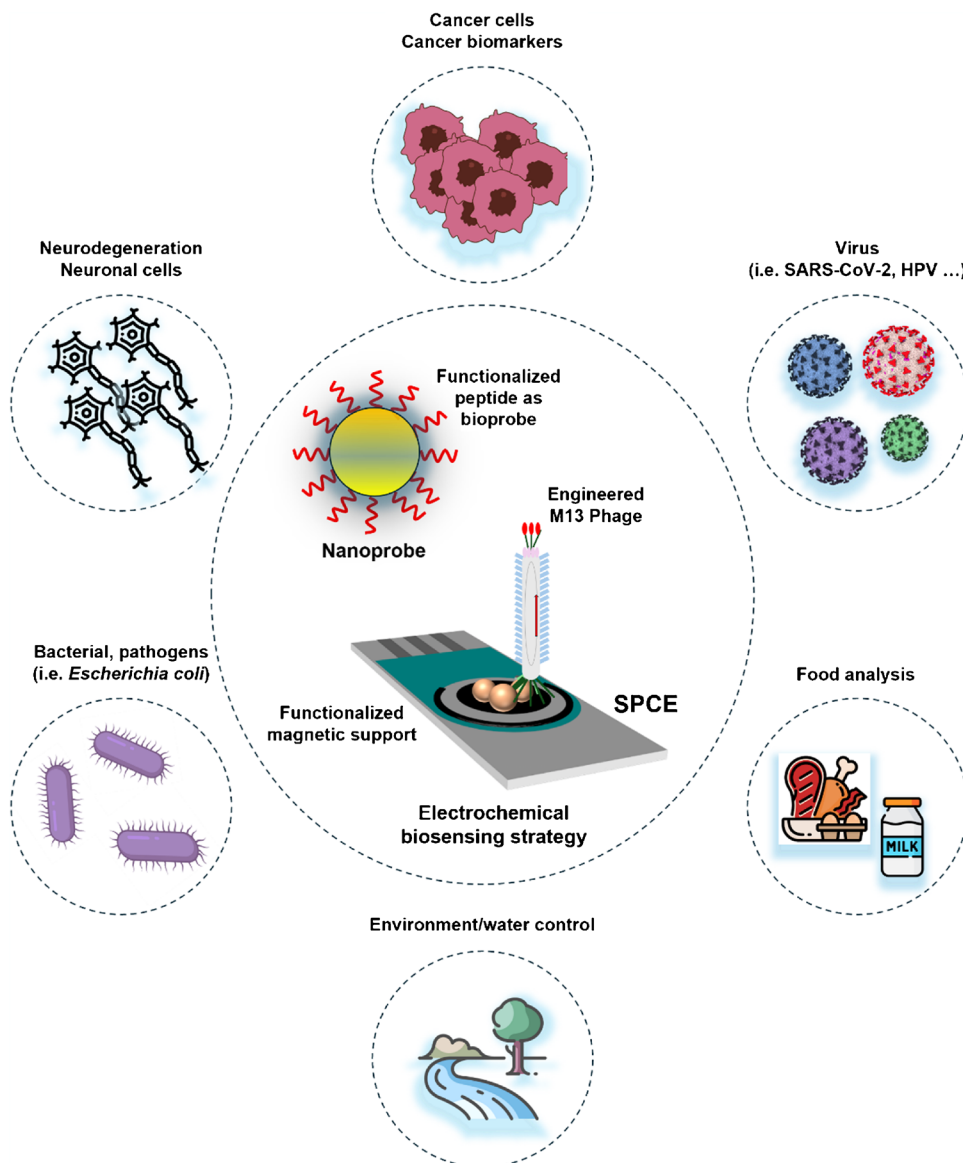 Cancer cells
Cancer biomarkers
Neurodegeneration
Neuronal cells
Virus
(i.e. SARS-CoV-2, HPV ...)
Functionalized
peptide as
bioprobe
Nanoprobe
Engineered
M13 Phage
Bacterial, pathogens
(i.e. Escherichia coli)
Functionalized
magnetic support
SPCE
Electrochemical
biosensing strategy
Food analysis
MILK
Environment/water control